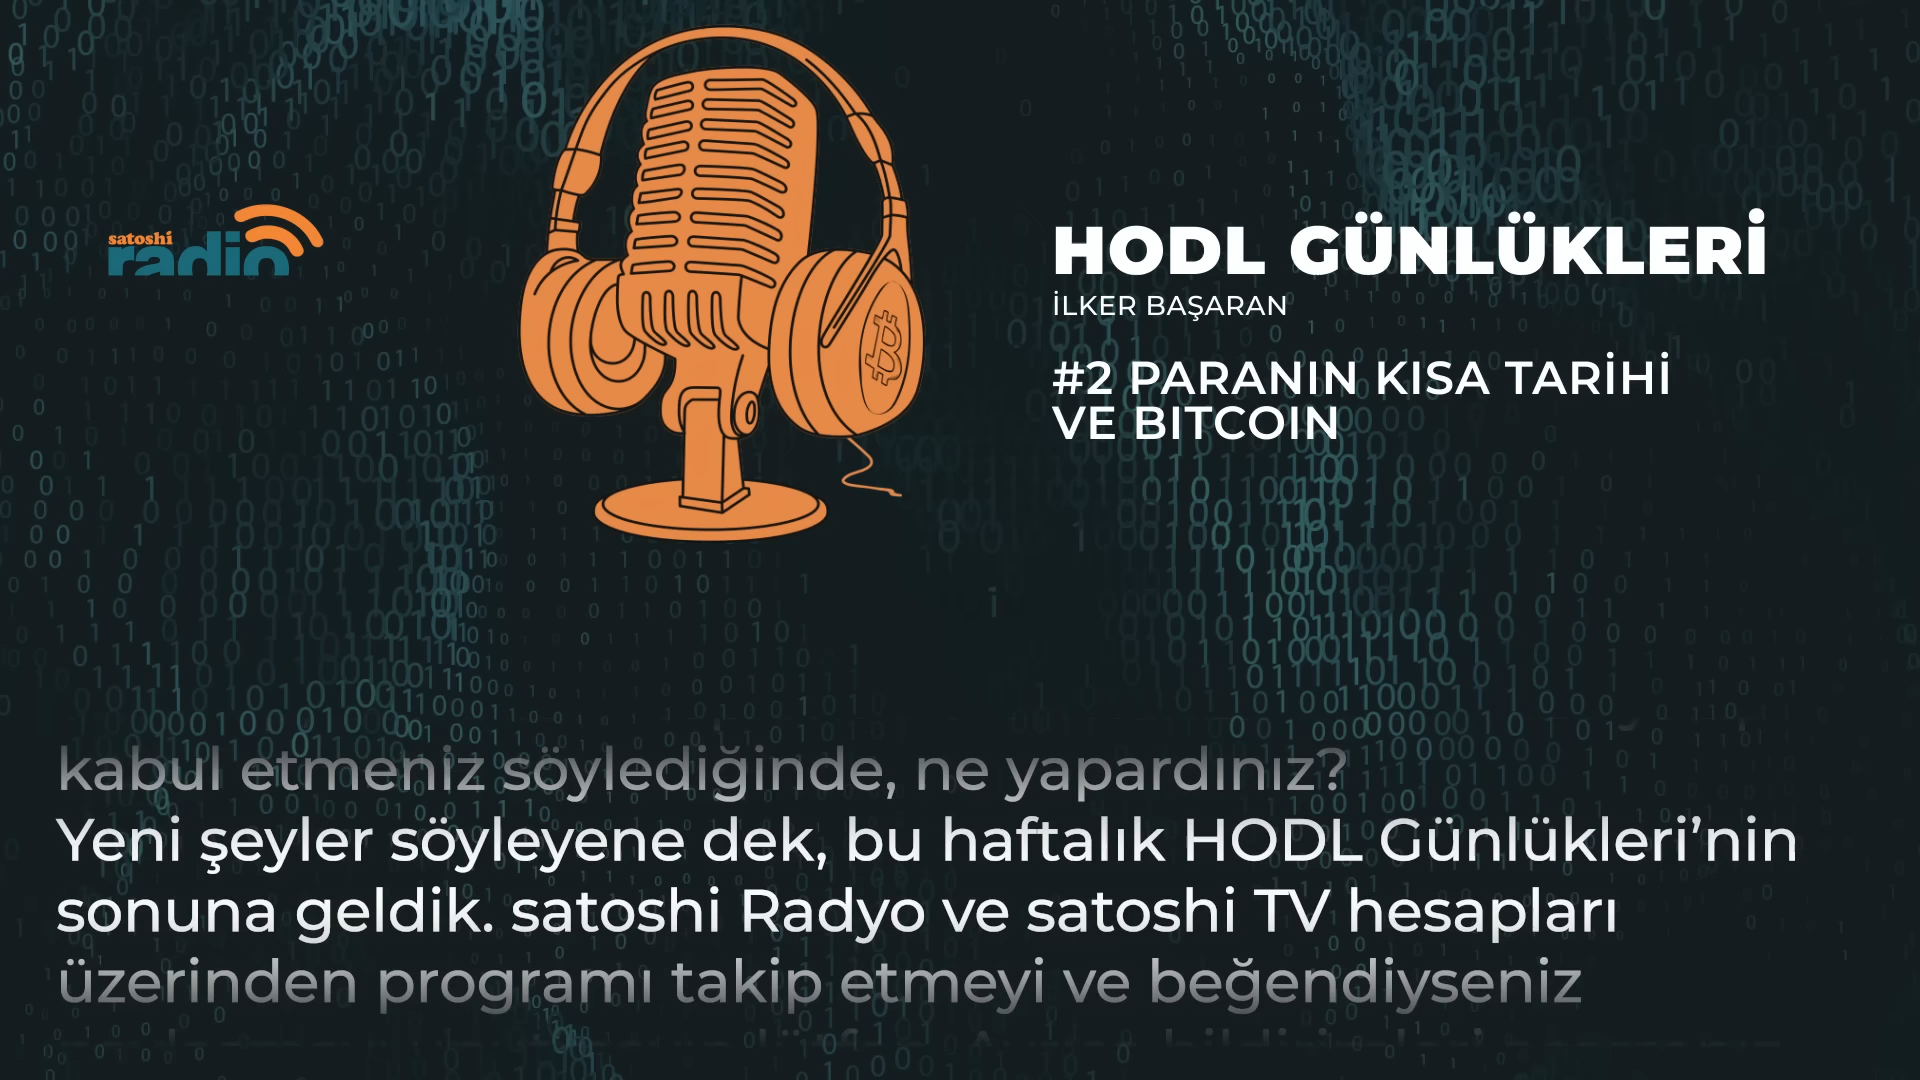 satoshi
radio
HODL GÜNLÜKLERİ
İLKER BAŞARAN
#2 PARANIN KISA TARİHİ
VE BITCOIN
kabul etmeniz söylediğinde, ne yapardınız?
Yeni şeyler söyleyene dek, bu haftalık HODL Günlükleri’nin
sonuna geldik. satoshi Radyo ve satoshi TV hesapları
üzerinden programı takip etmeyi ve beğendiyseniz